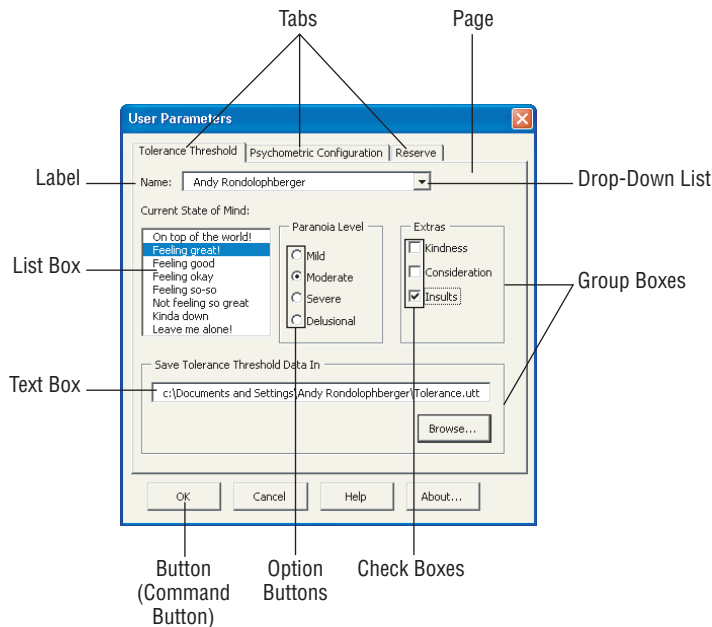 Tabs
Page
User Parameters
Tolerance Threshold
Psychometric Configuration
Reserve
Label
Name:
Andy Rondolophberger
Drop-Down List
Current State of Mind:
List Box
On top of the world!
Feeling great!
Feeling good
Feeling okay
Feeling so-so
Not feeling so great
Kinda down
Leave me alone!
Paranoia Level
Mild
Moderate
Severe
Delusional
Extras
Kindness
Consideration
Insults
Group Boxes
Save Tolerance Threshold Data In
Text Box
c:\Documents and Settings\Andy Rondolophberger\Tolerance.utt
Browse...
OK
Cancel
Help
About...
Button
(Command
Button)
Option
Buttons
Check Boxes